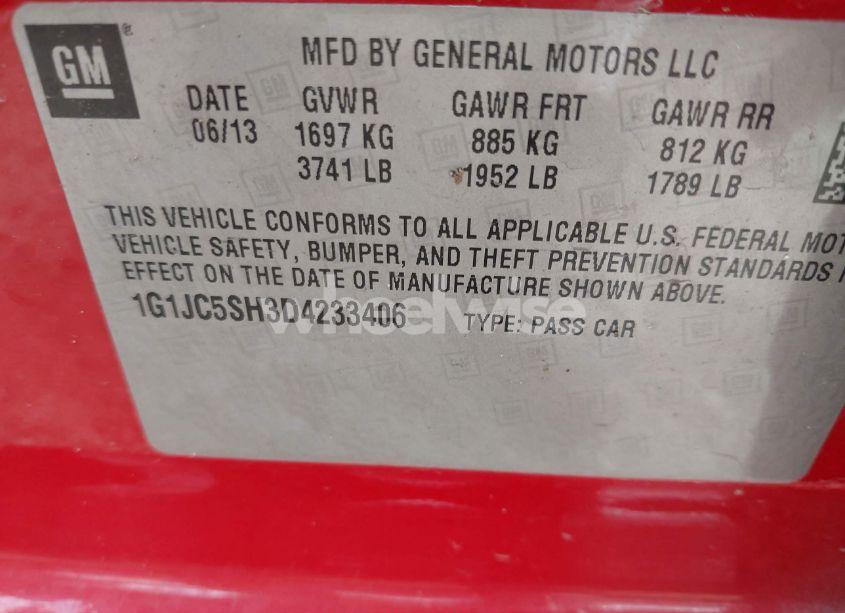 GM®
MFD BY GENERAL MOTORS LLC
DATE GVWR GAWR FRT GAWR RR
06/13 1697 KG 885 KG 812 KG
3741 LB 1952 LB 1789 LB
THIS VEHICLE CONFORMS TO ALL APPLICABLE U.S. FEDERAL MOT
VEHICLE SAFETY, BUMPER, AND THEFT PREVENTION STANDARDS
EFFECT ON THE DATE OF MANUFACTURE SHOWN ABOVE.
1G1JC5SH3D4233406 TYPE: PASS CAR
wheelwise